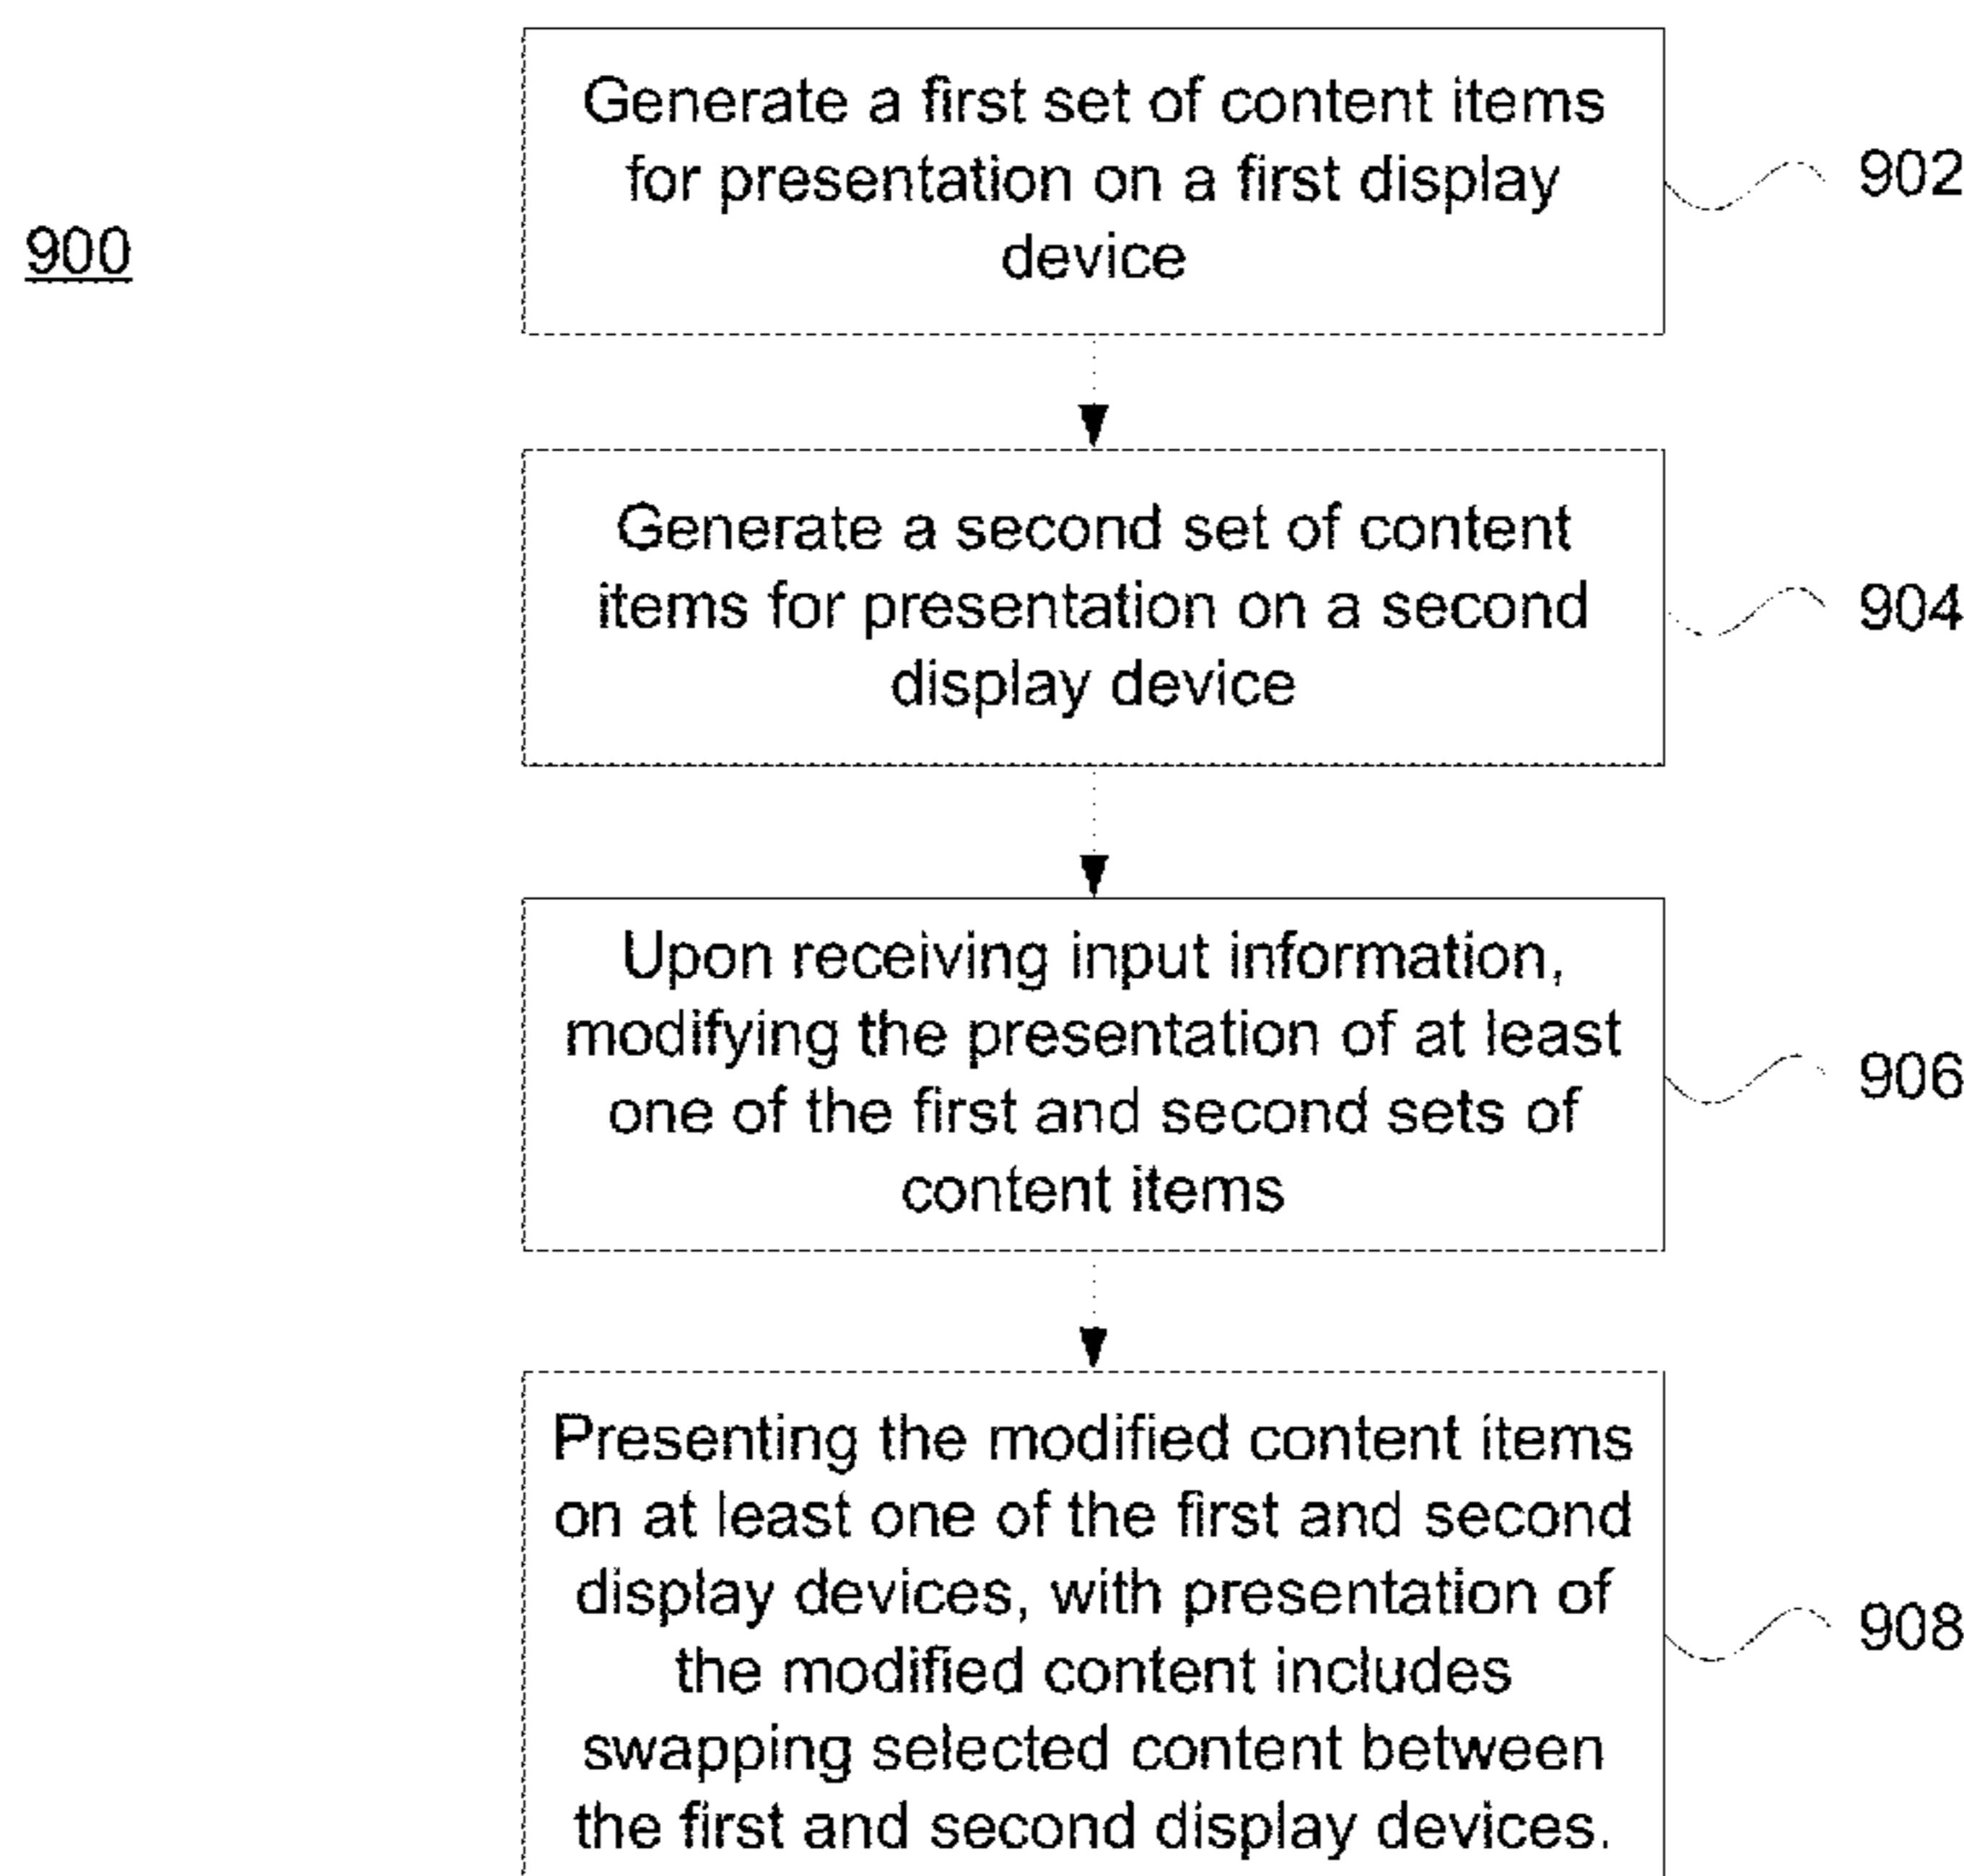 Generate a first set of content items
for presentation on a first display
device
902
900
Generate a second set of content
items for presentation on a second
display device
904
Upon receiving input information,
modifying the presentation of at least
one of the first and second sets of
content items
906
Presenting the modified content items
on at least one of the first and second
display devices, with presentation of
the modified content includes
swapping selected content between
the first and second display devices.
908